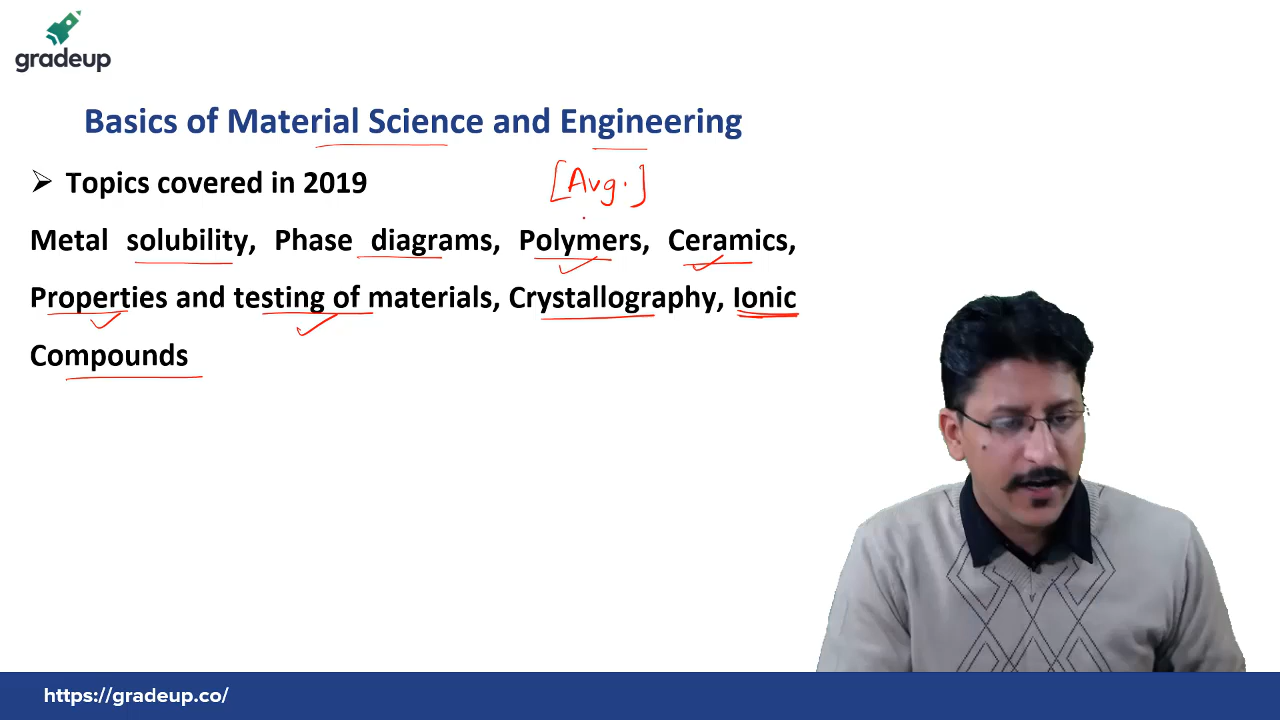 gradeup
Basics of Material Science and Engineering
Topics covered in 2019
[Avg.]
Metal solubility, Phase diagrams, Polymers, Ceramics,
Properties and testing of materials, Crystallography, Ionic
Compounds
https://gradeup.co/